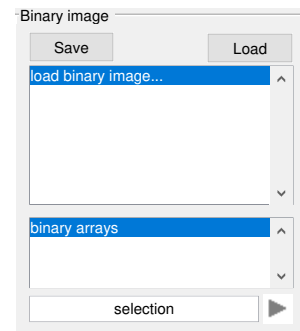 Binary image
Save
Load
load binary image...
binary arrays
selection